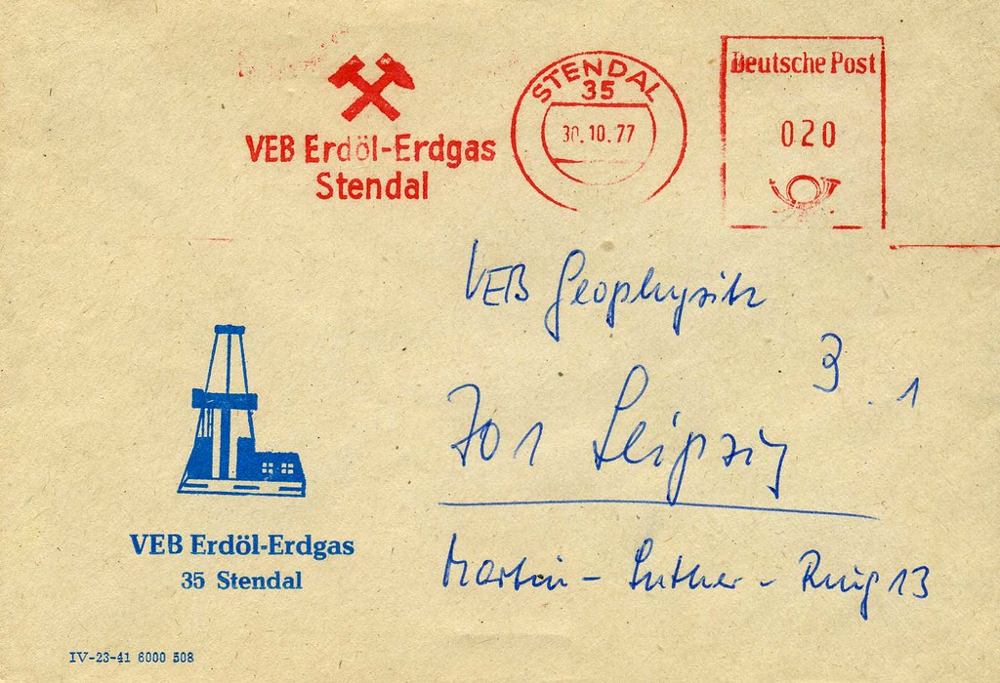 VEB Erdöl-Erdgas
Stendal
STENDAL
35
30.10.77
Deutsche Post
020
VEB Geophysik
3 . 1
701 Leipzig
Martin-Luther-Ring 13
VEB Erdöl-Erdgas
35 Stendal
IV-23-41 6000 508